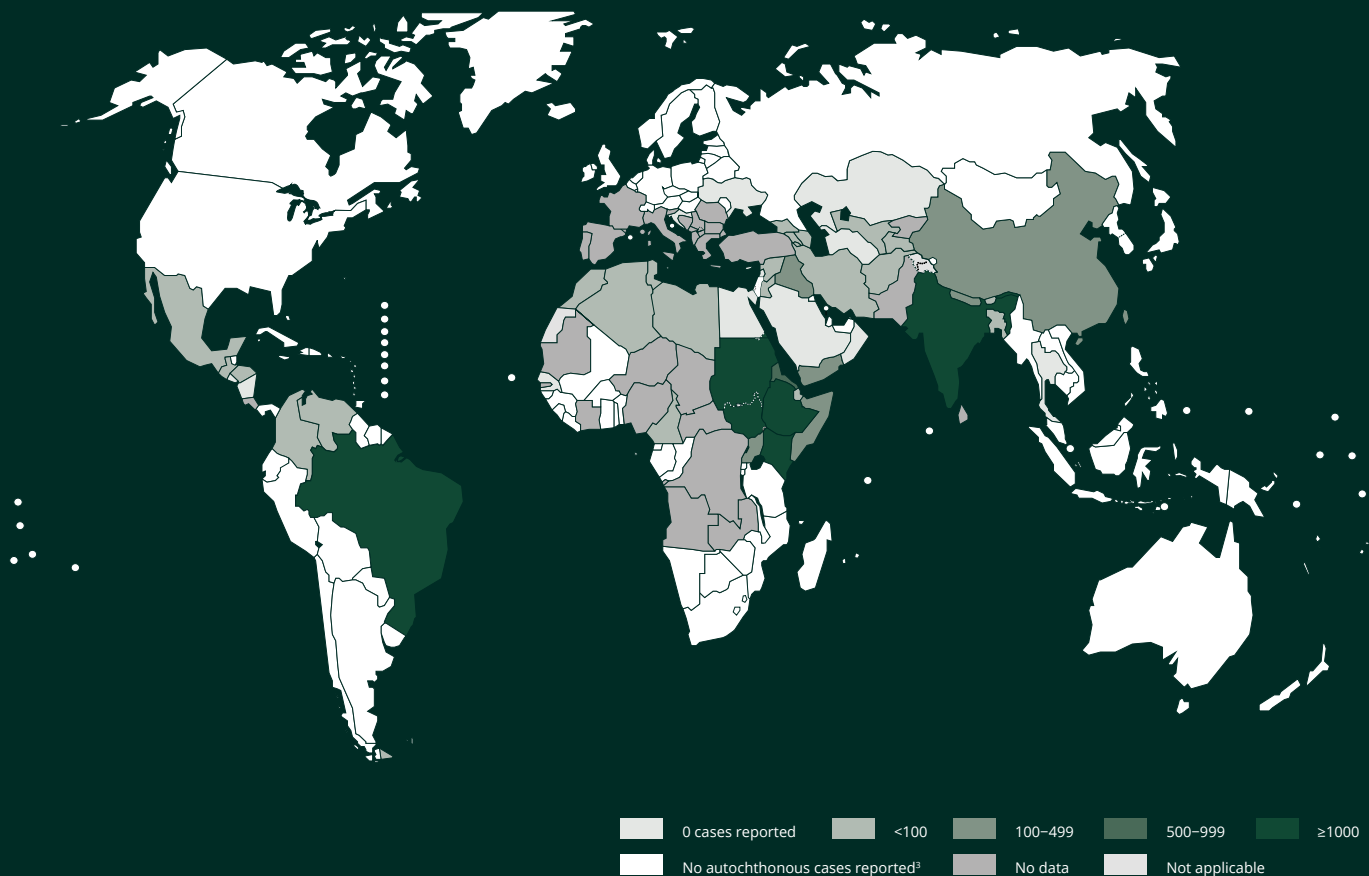 0 cases reported <100 100–499 500–999 ≥1000
No autochthonous cases reported³ No data Not applicable